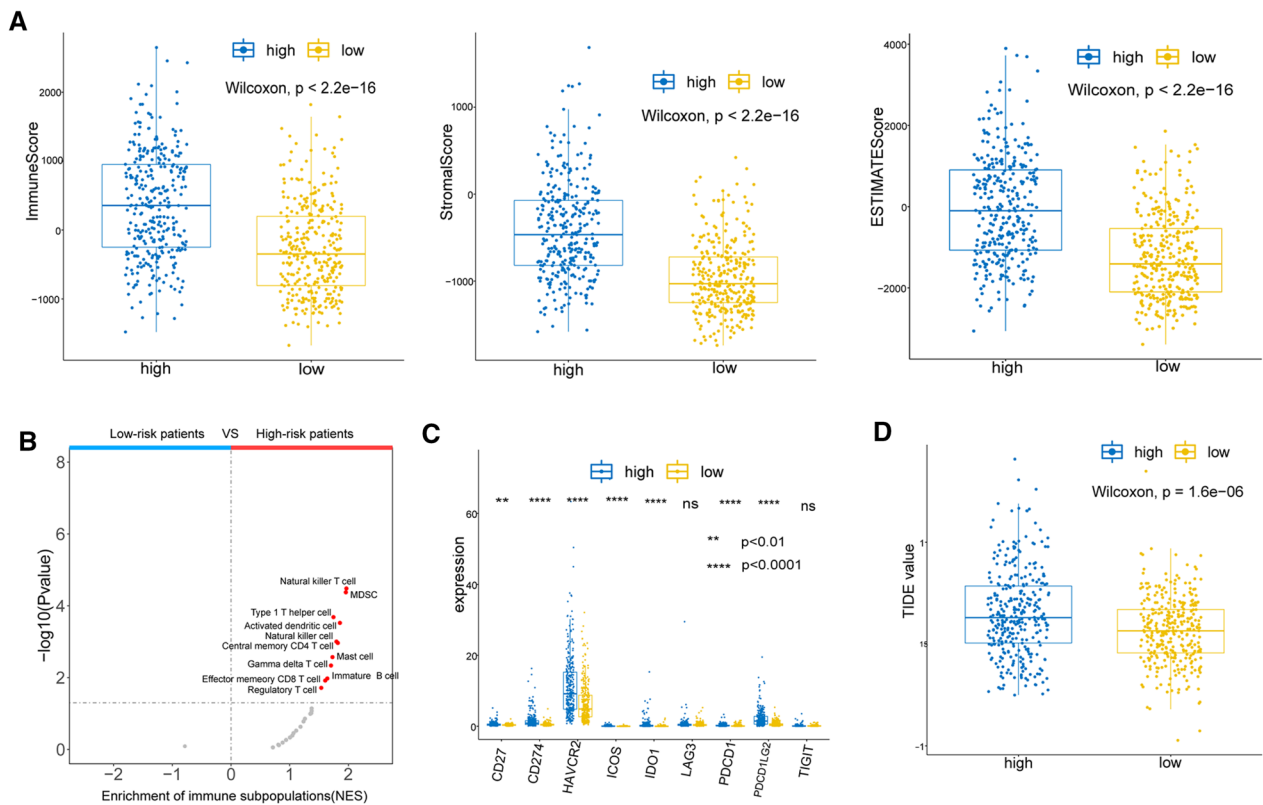 A
high low
Wilcoxon, p < 2.2e−16
ImmuneScore
2000
1000
0
−1000
high low
high low
Wilcoxon, p < 2.2e−16
StromalScore
1000
0
−1000
high low
high low
Wilcoxon, p < 2.2e−16
ESTIMATEScore
4000
2000
0
−2000
high low
B
Low-risk patients VS High-risk patients
−log10(Pvalue)
8
6
4
2
0
Natural killer T cell
MDSC
Type 1 T helper cell
Activated dendritic cell
Natural killer cell
Central memory CD4 T cell
Mast cell
Gamma delta T cell
Immature B cell
Effector memeory CD8 T cell
Regulatory T cell
−2 −1 0 1 2
Enrichment of immune subpopulations(NES)
C
high low
** **** **** **** **** ns **** **** ns
** p<0.01
**** p<0.0001
expression
60
40
20
0
CD27 CD274 HAVCR2 ICOS IDO1 LAG3 PDCD1 PDCD1LG2 TIGIT
D
high low
Wilcoxon, p = 1.6e−06
TIDE value
1
−1
high low